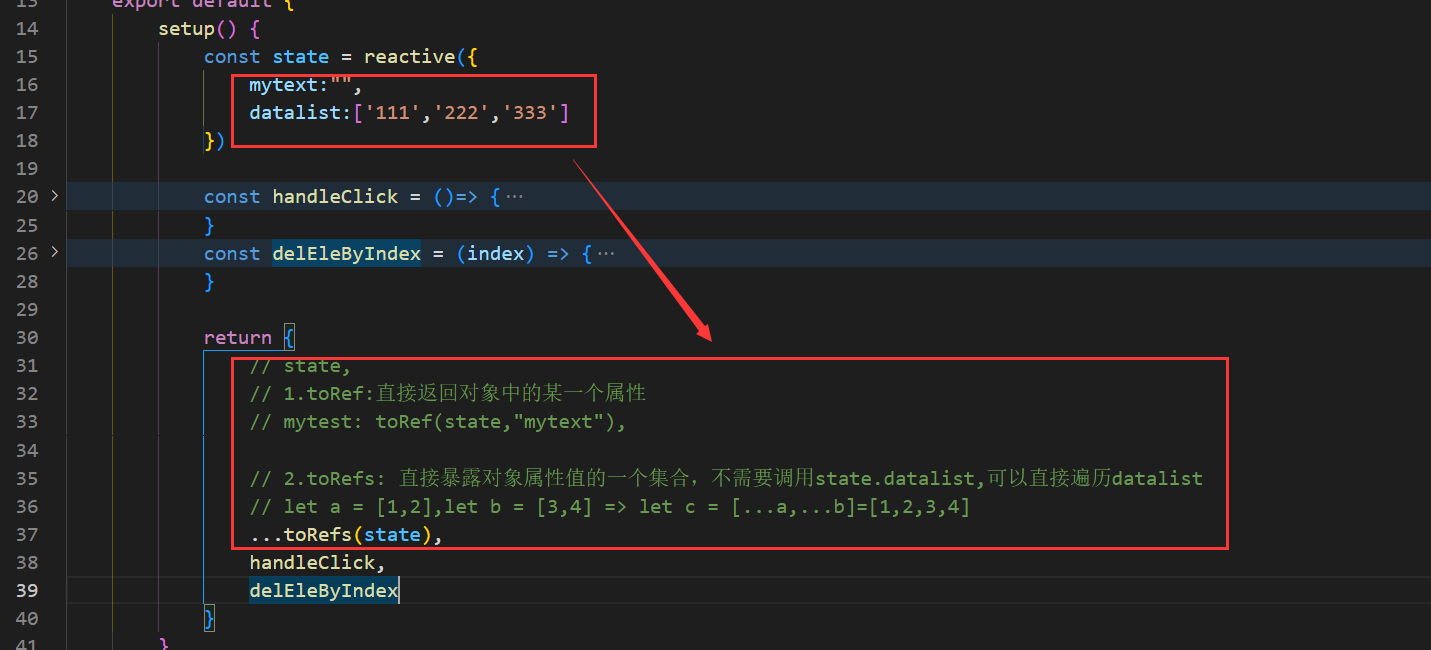 13 export default {
14 setup() {
15 const state = reactive({
16 mytext:"",
17 datalist:['111','222','333']
18 })
19
20 const handleClick = ()=> {···
25 }
26 const delEleByIndex = (index) => {···
28 }
29
30 return {
31 // state,
32 // 1.toRef:直接返回对象中的某一个属性
33 // mytest: toRef(state,"mytext"),
34
35 // 2.toRefs: 直接暴露对象属性值的一个集合，不需要调用state.datalist,可以直接遍历datalist
36 // let a = [1,2],let b = [3,4] => let c = [...a,...b]=[1,2,3,4]
37 ...toRefs(state),
38 handleClick,
39 delEleByIndex
40 }
41 }